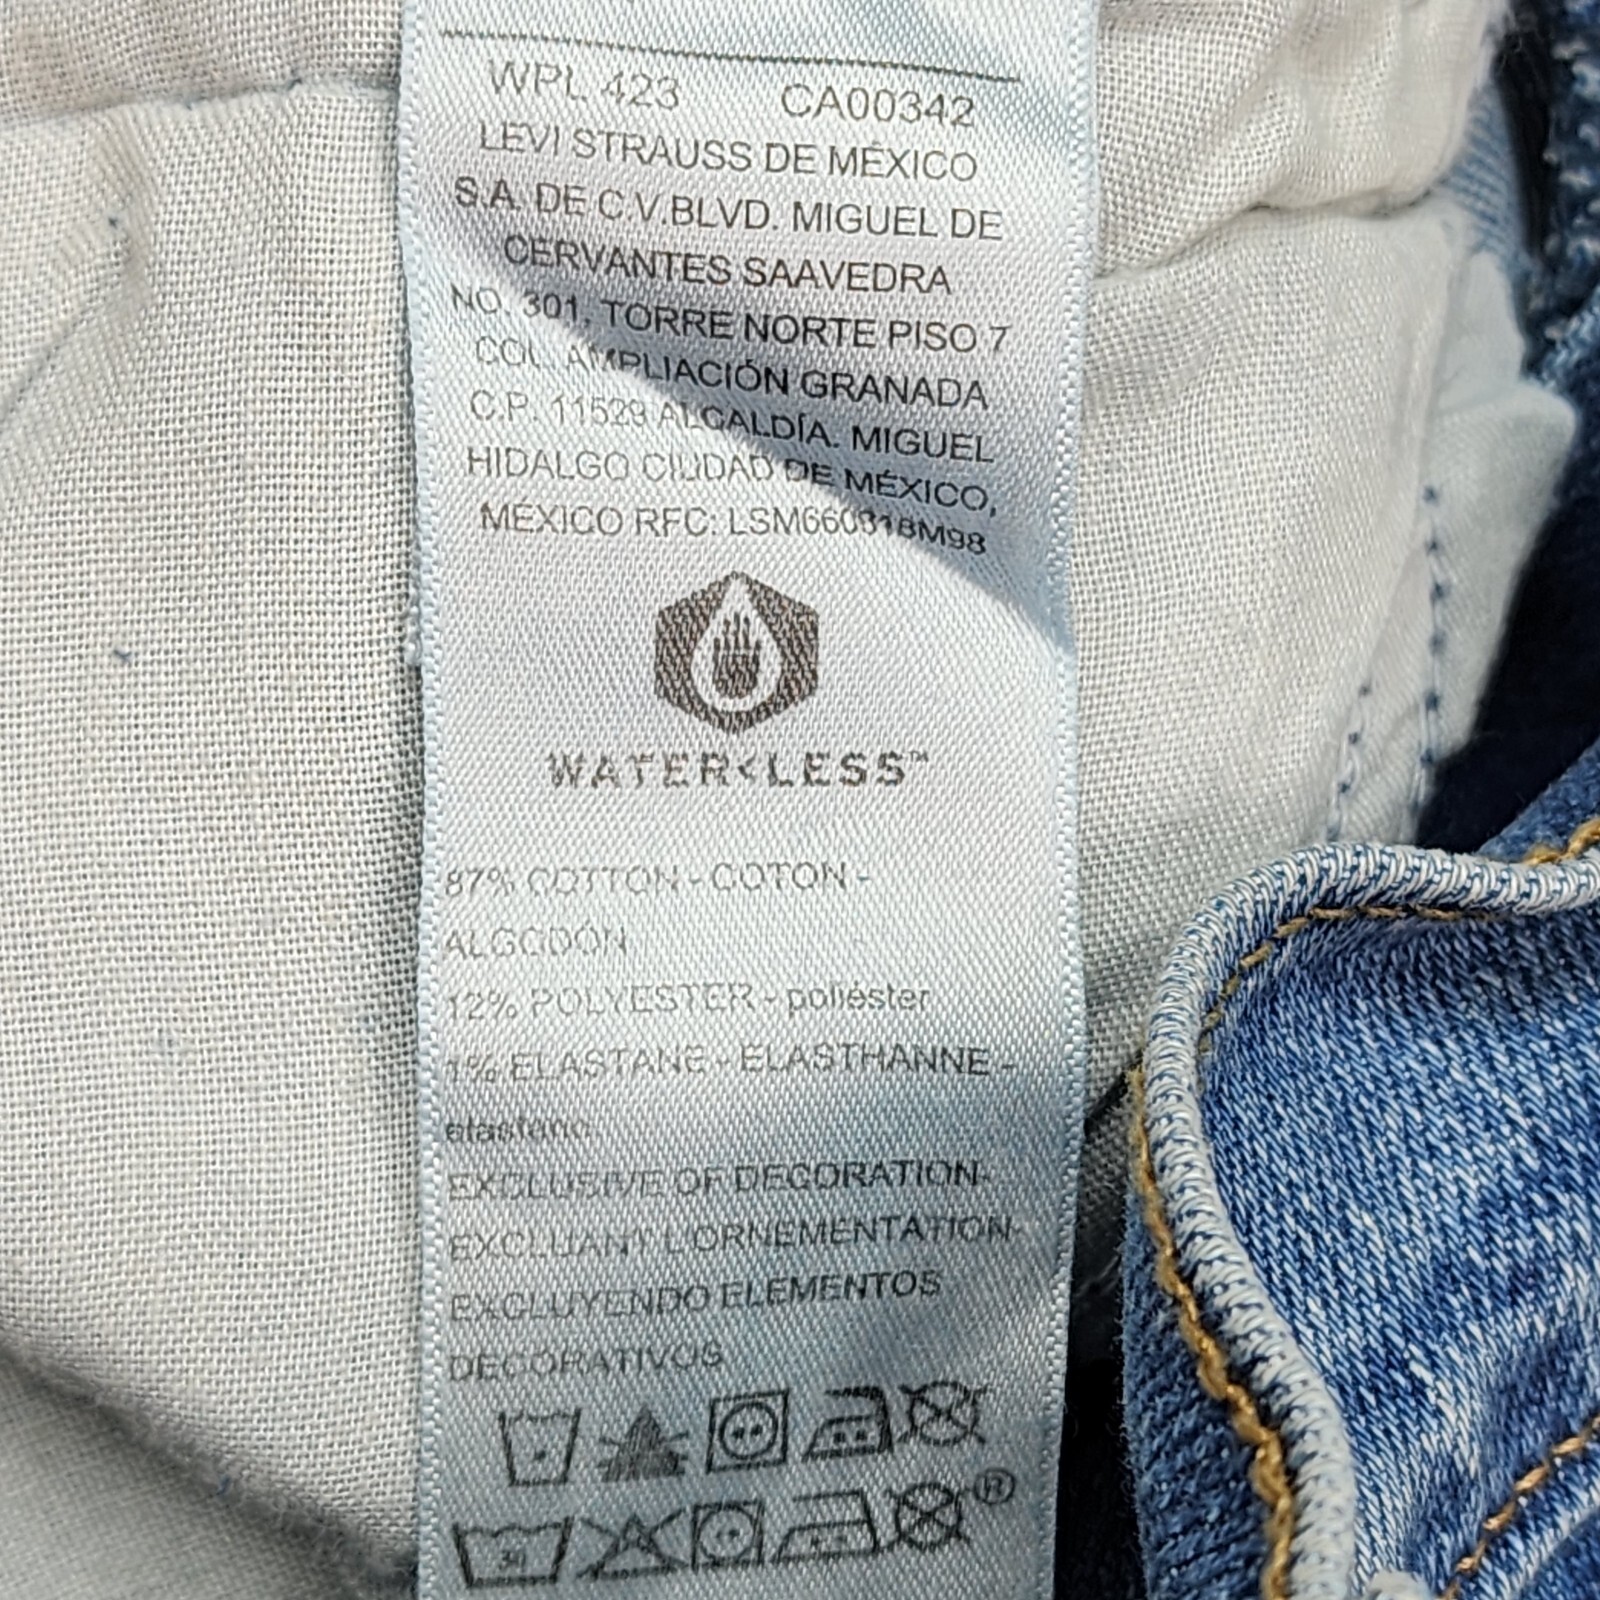 WPL 423 CA00342
LEVI STRAUSS DE MÉXICO
S.A. DE C.V.BLVD. MIGUEL DE
CERVANTES SAAVEDRA
NO. 301, TORRE NORTE PISO 7
COL. AMPLIACIÓN GRANADA
C.P. 11529 ALCALDÍA. MIGUEL
HIDALGO CIUDAD DE MÉXICO,
MÉXICO RFC: LSM660318M98
WATER<LESS™
87% COTTON - COTON -
ALGODÓN
12% POLYESTER - poliéster
1% ELASTANE - ELASTHANNE -
elastano
EXCLUSIVE OF DECORATION-
EXCLUANT L'ORNEMENTATION-
EXCLUYENDO ELEMENTOS
DECORATIVOS
30 ®